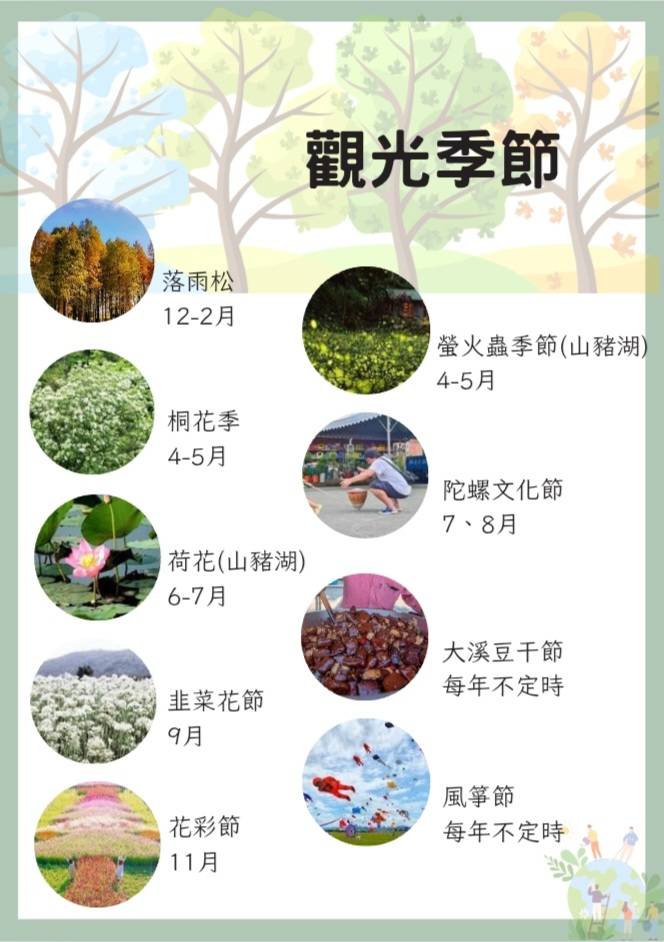 觀光季節
落雨松
12-2月
桐花季
4-5月
荷花(山豬湖)
6-7月
韭菜花節
9月
花彩節
11月
螢火蟲季節(山豬湖)
4-5月
陀螺文化節
7、8月
大溪豆干節
每年不定時
風箏節
每年不定時